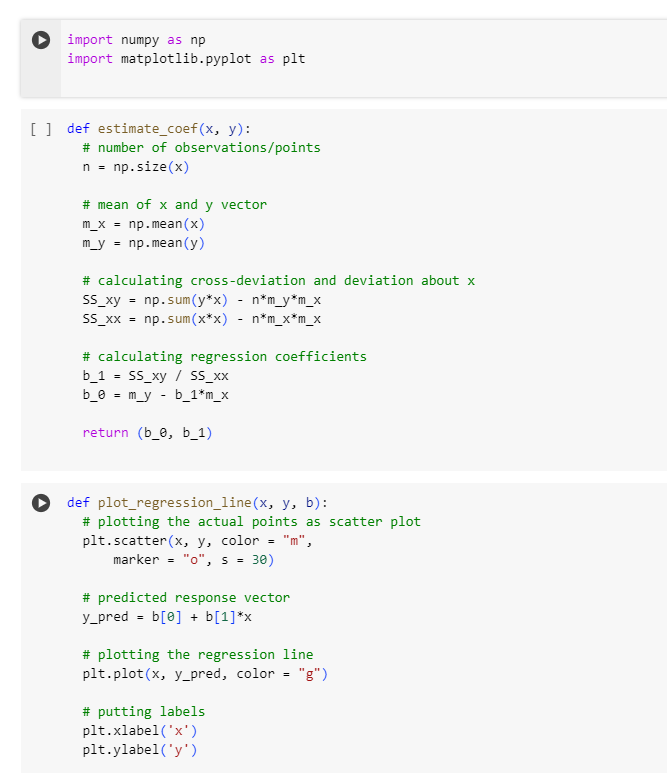 import numpy as np
import matplotlib.pyplot as plt
[ ] def estimate_coef(x, y):
# number of observations/points
n = np.size(x)
# mean of x and y vector
m_x = np.mean(x)
m_y = np.mean(y)
# calculating cross-deviation and deviation about x
SS_xy = np.sum(y*x) - n*m_y*m_x
SS_xx = np.sum(x*x) - n*m_x*m_x
# calculating regression coefficients
b_1 = SS_xy / SS_xx
b_0 = m_y - b_1*m_x
return (b_0, b_1)
def plot_regression_line(x, y, b):
# plotting the actual points as scatter plot
plt.scatter(x, y, color = "m",
marker = "o", s = 30)
# predicted response vector
y_pred = b[0] + b[1]*x
# plotting the regression line
plt.plot(x, y_pred, color = "g")
# putting labels
plt.xlabel('x')
plt.ylabel('y')